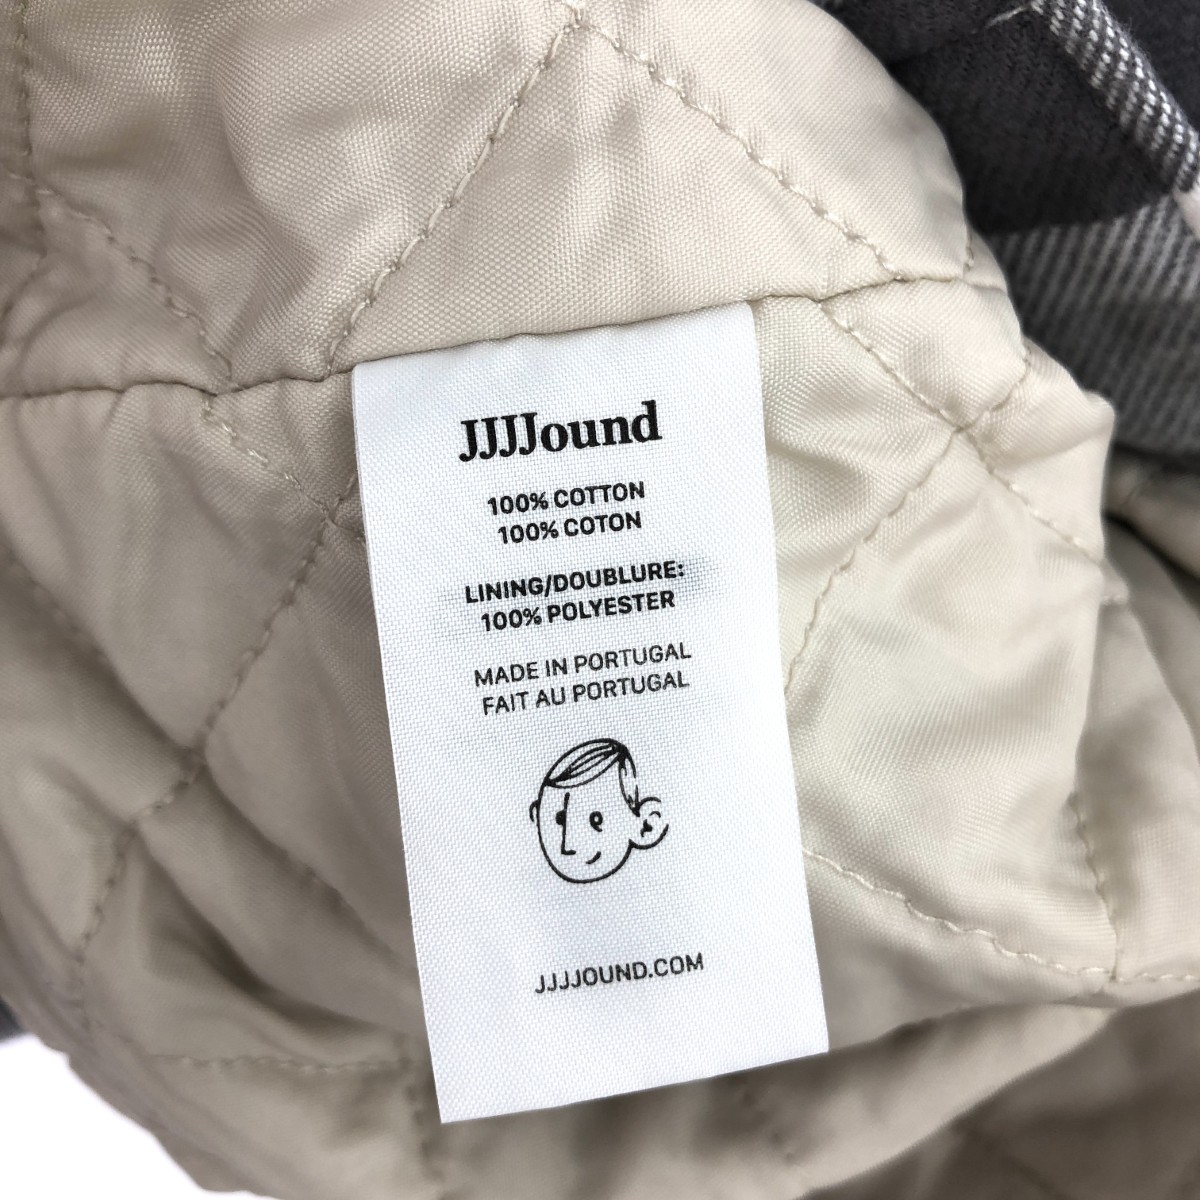 JJJJound
100% COTTON
100% COTON
LINING/DOUBLURE:
100% POLYESTER
MADE IN PORTUGAL
FAIT AU PORTUGAL
JJJJOUND.COM